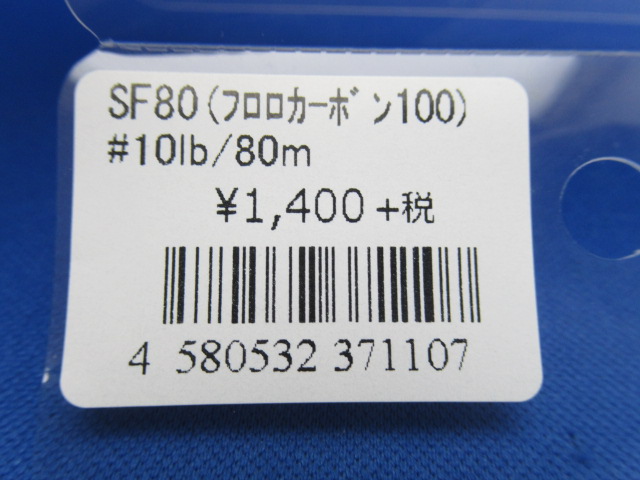 SF80(ﾌﾛﾛｶｰﾎﾞﾝ100)
#10lb/80m
¥1,400+税
4 580532 371107